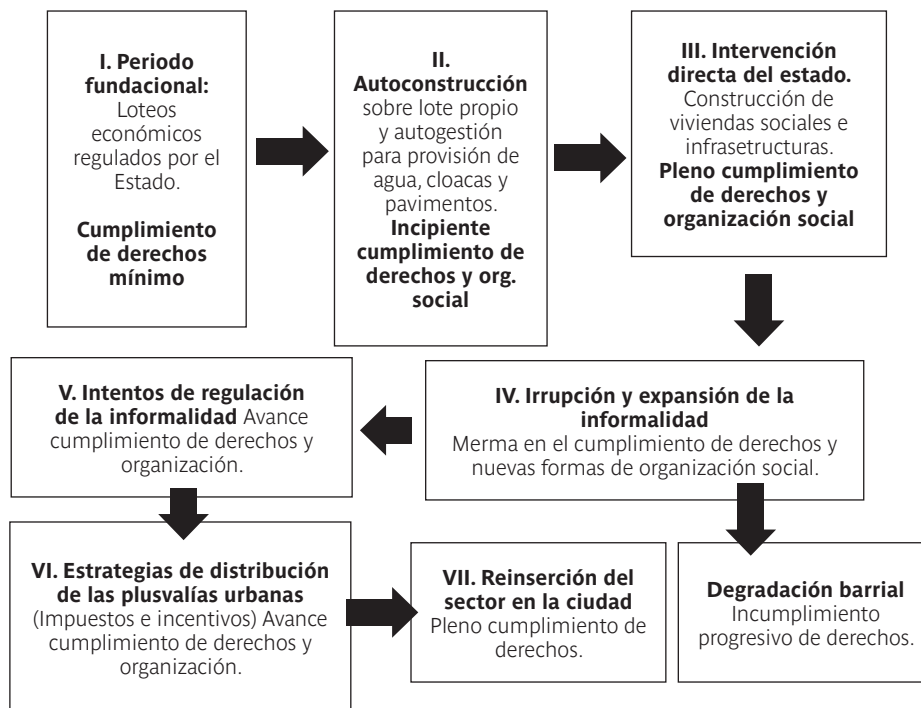 I. Periodo
fundacional:
Loteos
económicos
regulados por el
Estado.
Cumplimiento
de derechos
mínimo
II.
Autoconstrucción
sobre lote propio
y autogestión
para provisión de
agua, cloacas y
pavimentos.
Incipiente
cumplimiento de
derechos y org.
social
III. Intervención
directa del estado.
Construcción de
viviendas sociales e
infrasetructuras.
Pleno cumplimiento
de derechos y
organización social
IV. Irrupción y expansión de la
informalidad
Merma en el cumplimiento de derechos y
nuevas formas de organización social.
V. Intentos de regulación
de la informalidad Avance
cumplimiento de derechos y
organización.
VI. Estrategias de distribución
de las plusvalías urbanas
(Impuestos e incentivos) Avance
cumplimiento de derechos y
organización.
VII. Reinserción del
sector en la ciudad
Pleno cumplimiento de
derechos.
Degradación barrial
Incumplimiento
progresivo de derechos.